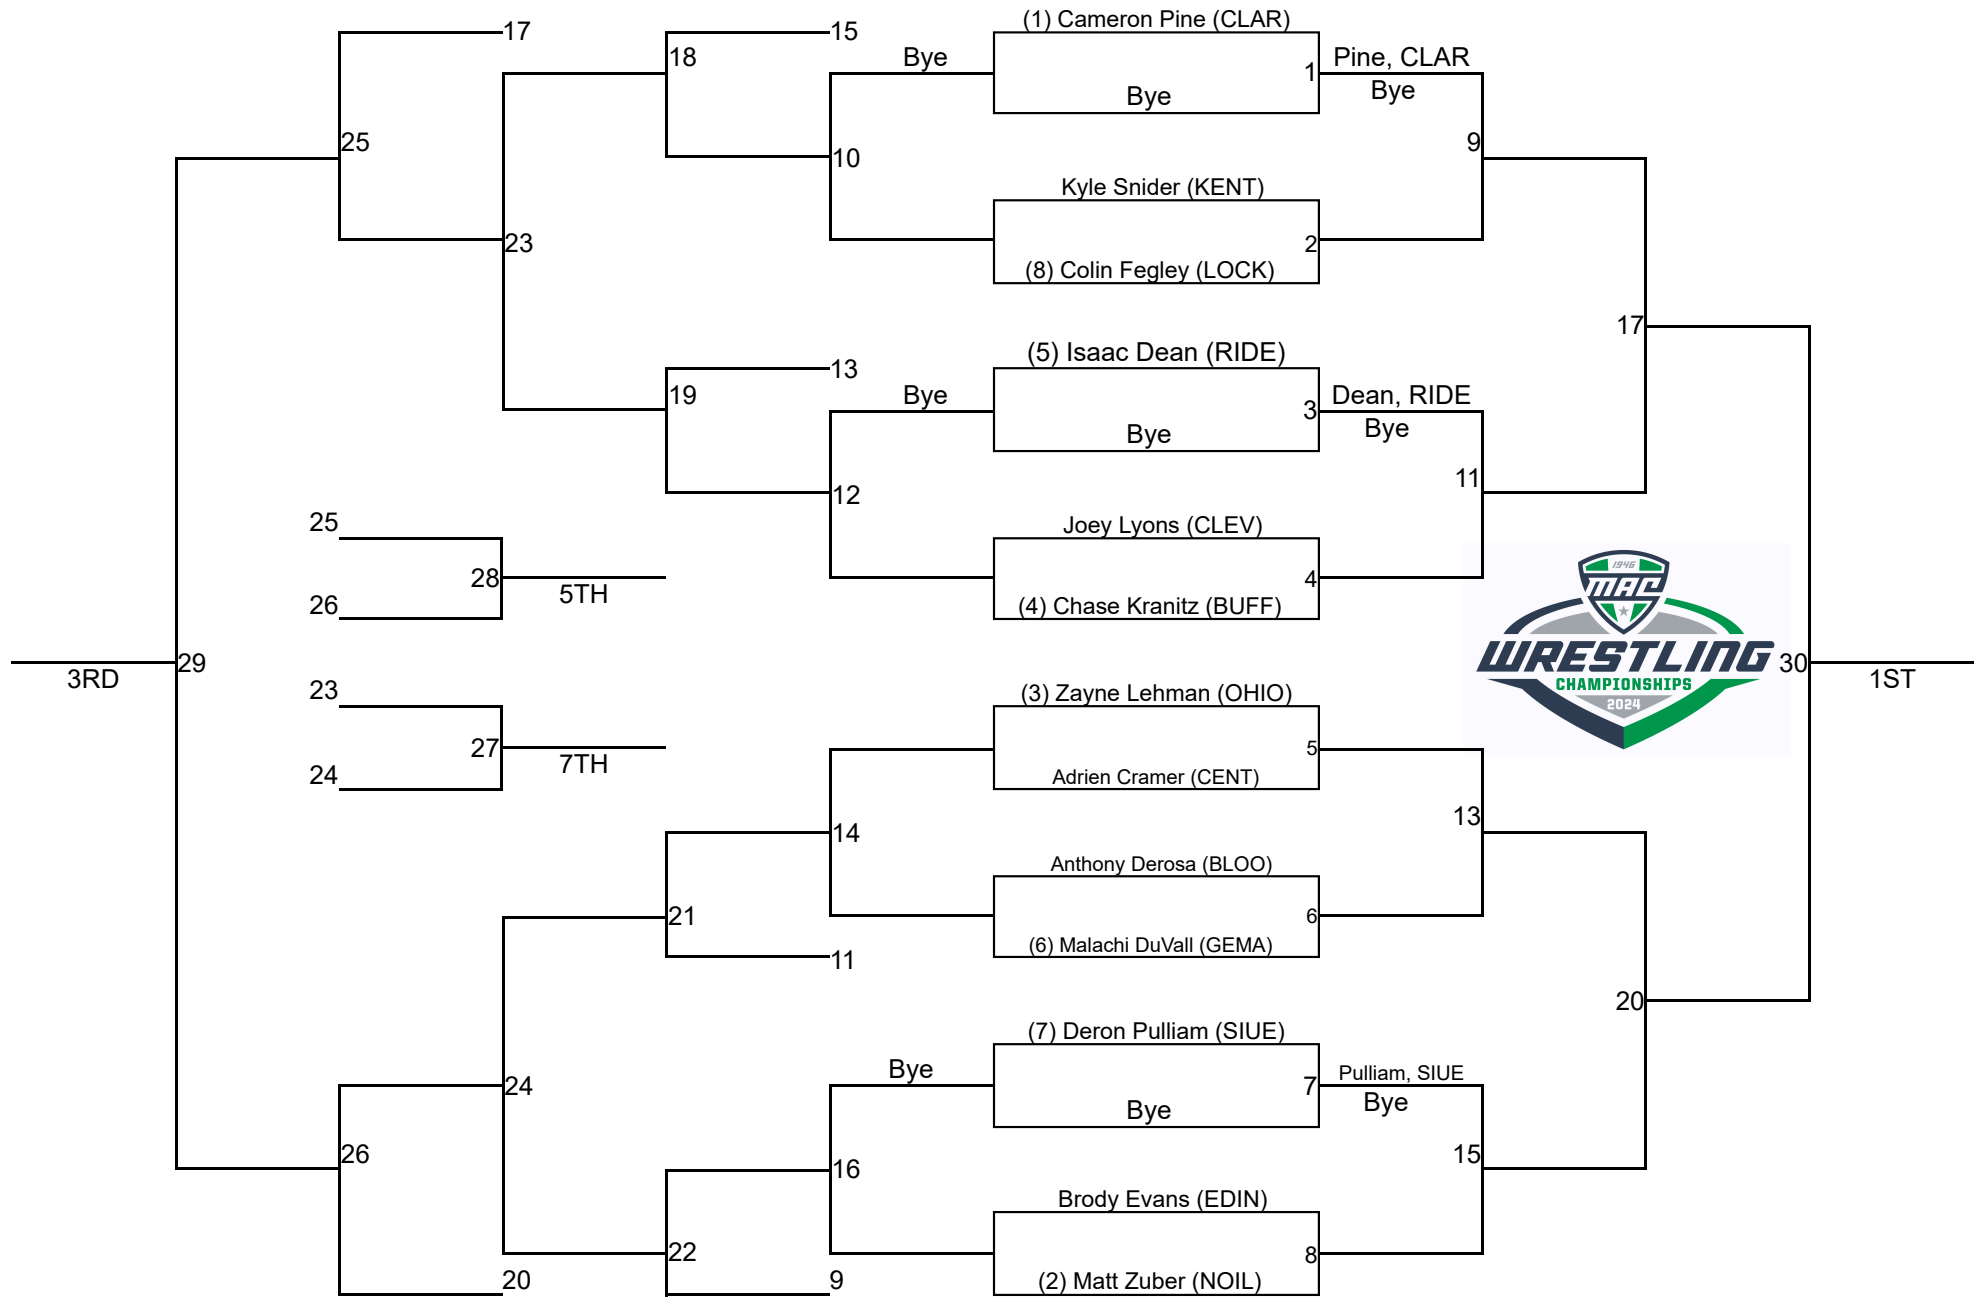 17
15
(1) Cameron Pine (CLAR)
18
Bye
1
Pine, CLAR
Bye
Bye
25
10
9
Kyle Snider (KENT)
23
2
(8) Colin Fegley (LOCK)
17
(5) Isaac Dean (RIDE)
13
19
Bye
3
Dean, RIDE
Bye
Bye
12
11
25
Joey Lyons (CLEV)
28
5TH
4
26
(4) Chase Kranitz (BUFF)
1946
MAC
WRESTLING
CHAMPIONSHIPS
2024
3RD
29
30
1ST
23
(3) Zayne Lehman (OHIO)
27
7TH
5
24
Adrien Cramer (CENT)
14
13
Anthony Derosa (BLOO)
21
6
(6) Malachi DuVall (GEMA)
11
20
(7) Deron Pulliam (SIUE)
24
Bye
7
Pulliam, SIUE
Bye
Bye
26
16
15
Brody Evans (EDIN)
22
8
20
9
(2) Matt Zuber (NOIL)